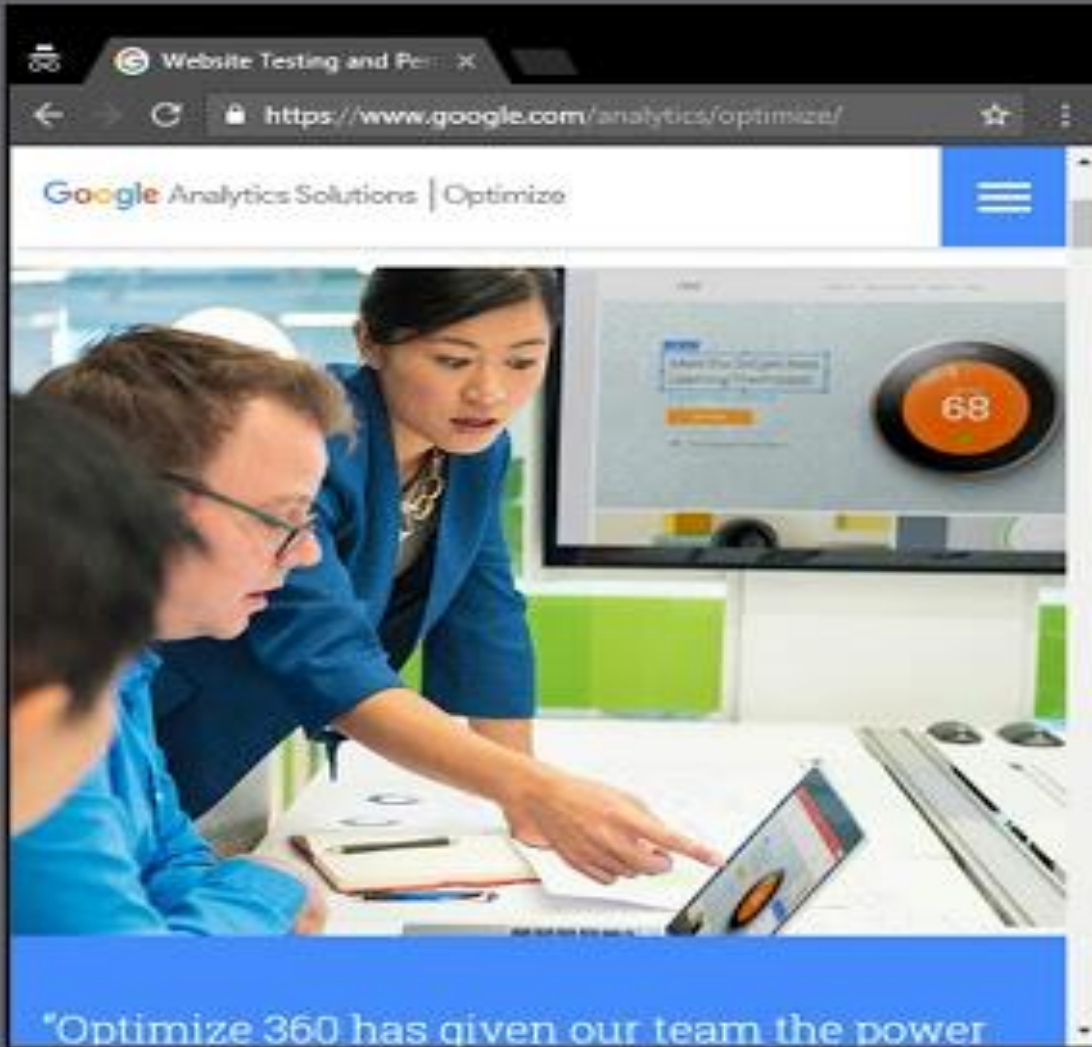 Website Testing and Per
https://www.google.com/analytics/optimize/
Google Analytics Solutions | Optimize
68
"Optimize 360 has given our team the power